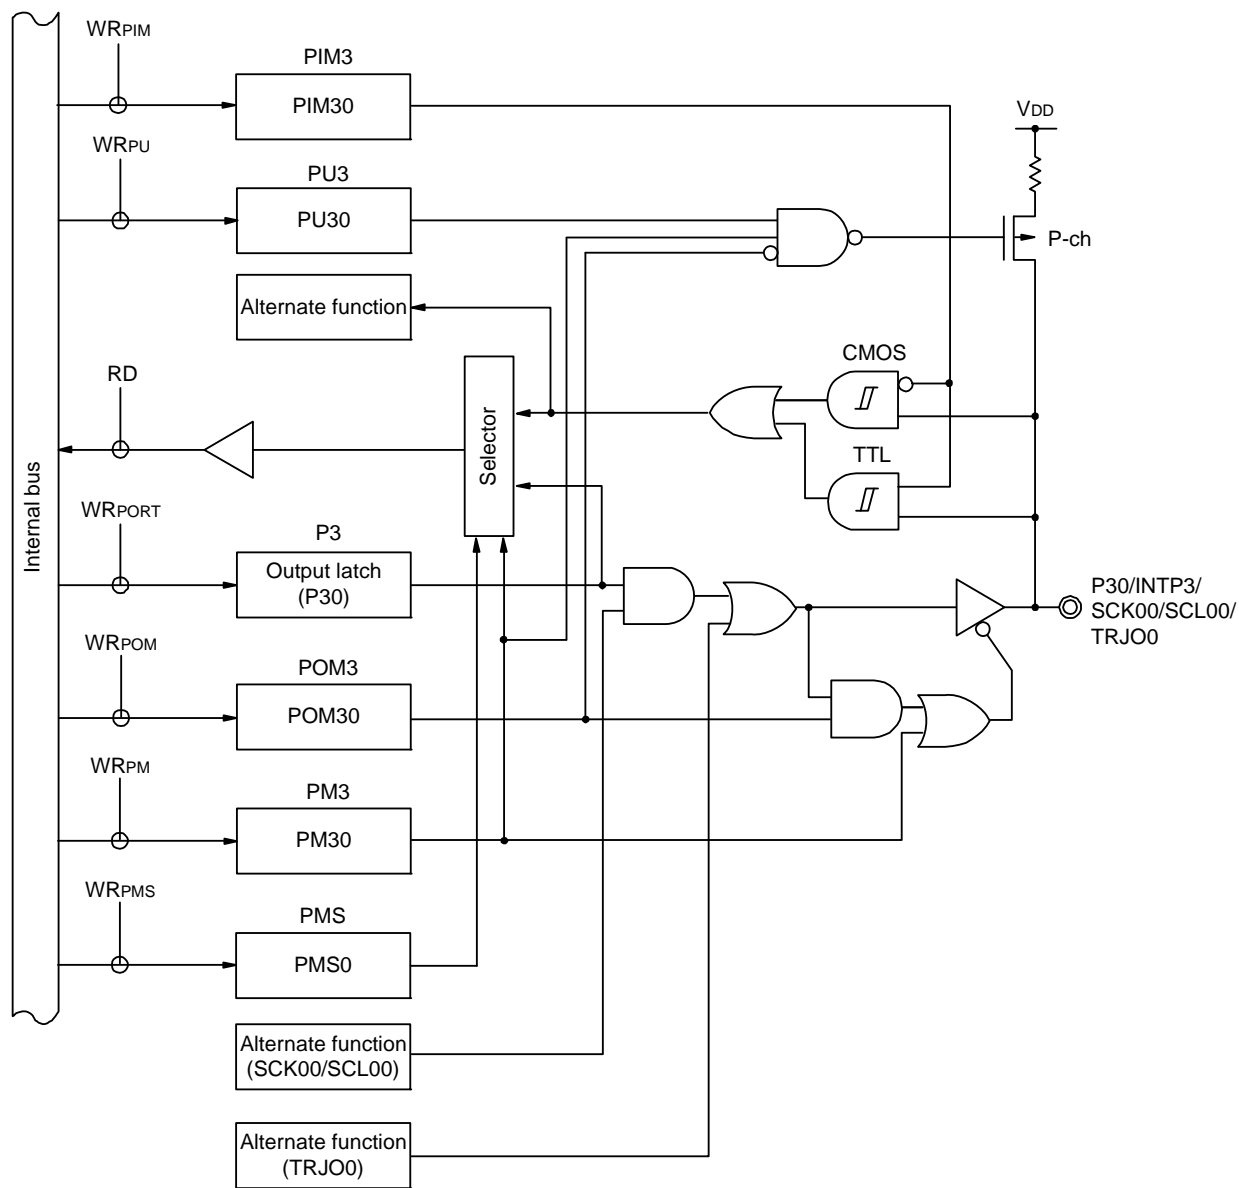 WRPIM
PIM3
PIM30
VDD
WRPU
PU3
PU30
P-ch
Alternate function
CMOS
RD
Selector
TTL
Internal bus
WRPORT
P3
Output latch
(P30)
P30/INTP3/
SCK00/SCL00/
TRJO0
WRPOM
POM3
POM30
WRPM
PM3
PM30
WRPMS
PMS
PMS0
Alternate function
(SCK00/SCL00)
Alternate function
(TRJO0)